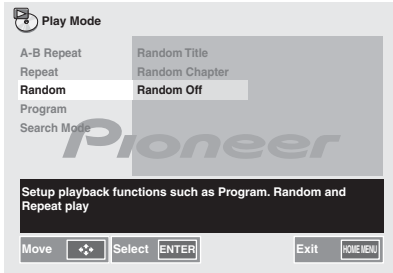 Play Mode
A-B Repeat Random Title
Repeat Random Chapter
Random Random Off
Program
Search Mode
Pioneer
Setup playback functions such as Program. Random and
Repeat play
Move Select ENTER Exit HOME MENU